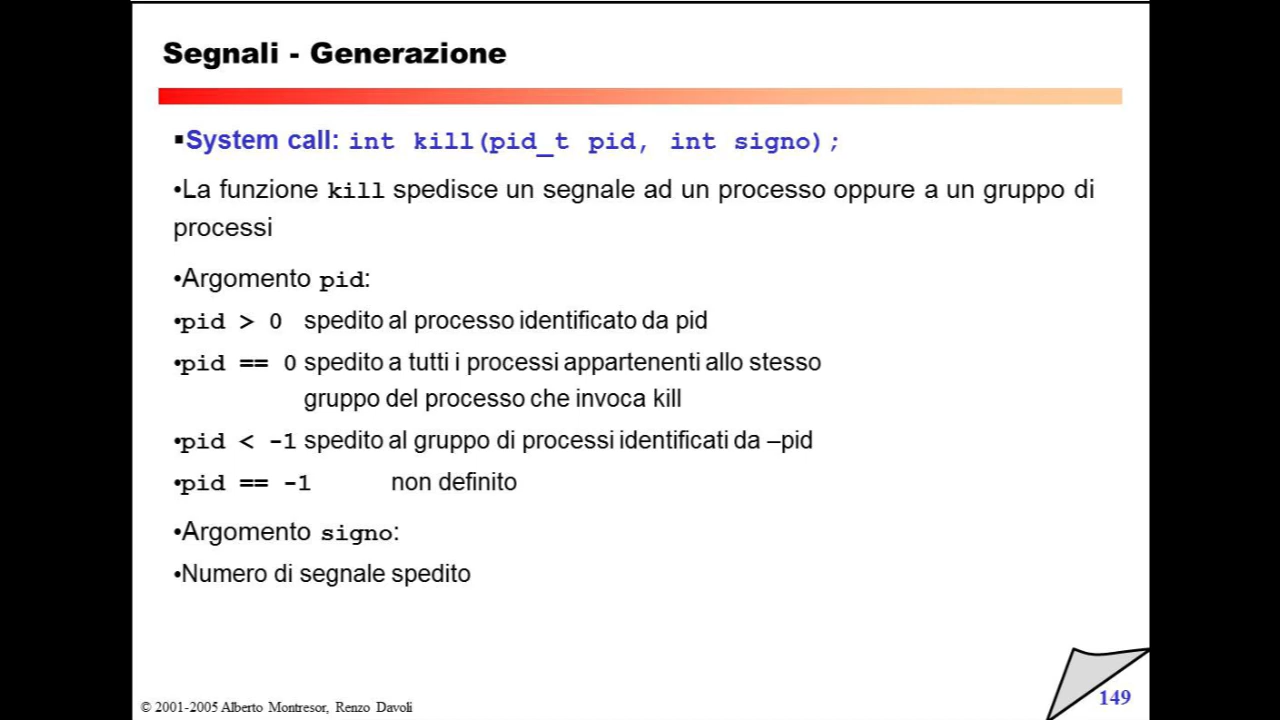 Segnali - Generazione
▪System call: int kill(pid_t pid, int signo);
•La funzione kill spedisce un segnale ad un processo oppure a un gruppo di
processi
•Argomento pid:
•pid > 0 spedito al processo identificato da pid
•pid == 0 spedito a tutti i processi appartenenti allo stesso
gruppo del processo che invoca kill
•pid < -1 spedito al gruppo di processi identificati da –pid
•pid == -1 non definito
•Argomento signo:
•Numero di segnale spedito
© 2001-2005 Alberto Montresor, Renzo Davoli
149